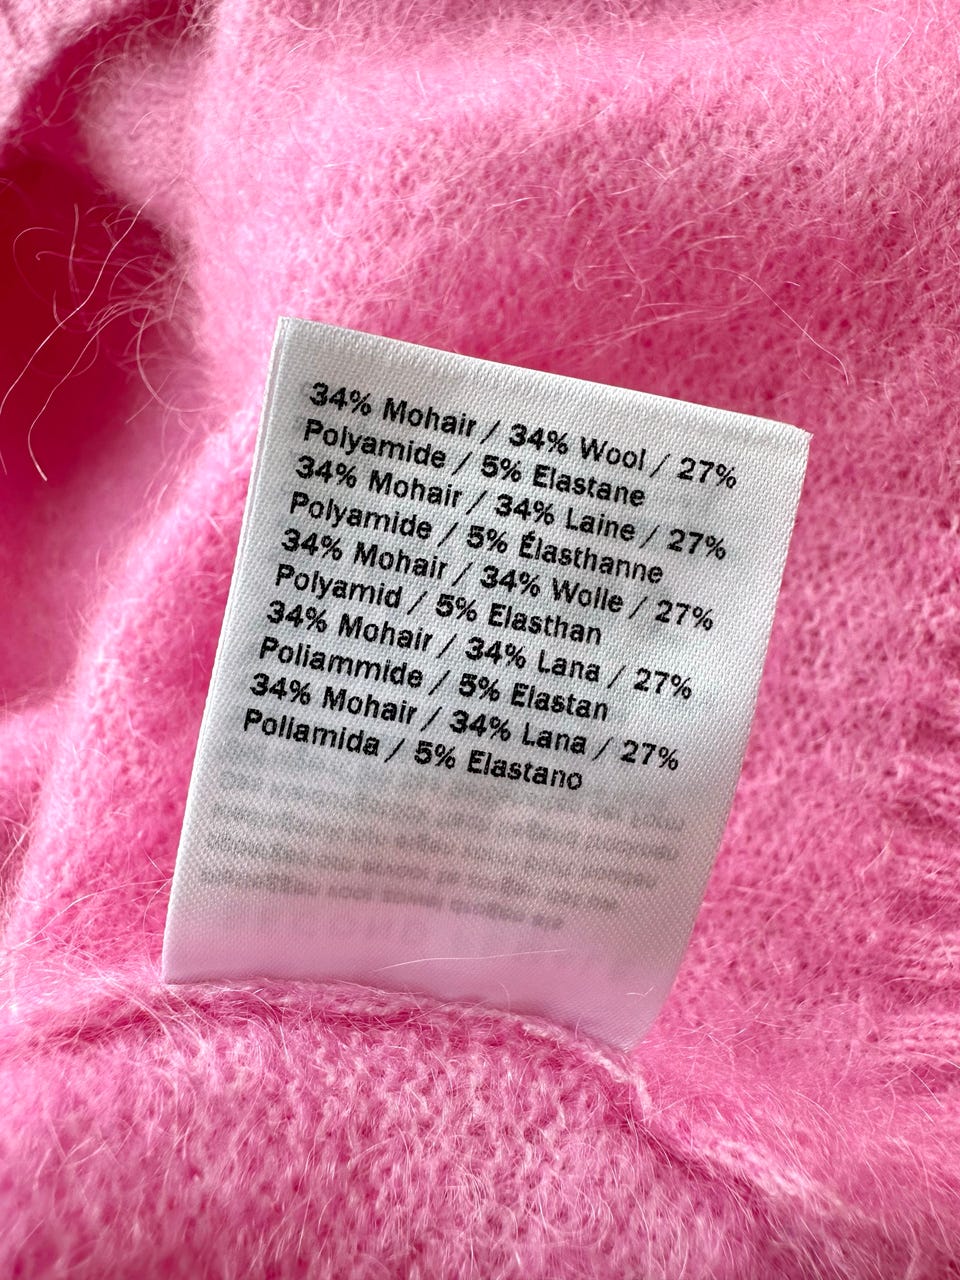 34% Mohair / 34% Wool / 27%
Polyamide / 5% Elastane
34% Mohair / 34% Laine / 27%
Polyamide / 5% Élasthanne
34% Mohair / 34% Wolle / 27%
Polyamid / 5% Elasthan
34% Mohair / 34% Lana / 27%
Poliammide / 5% Elastan
34% Mohair / 34% Lana / 27%
Poliamida / 5% Elastano